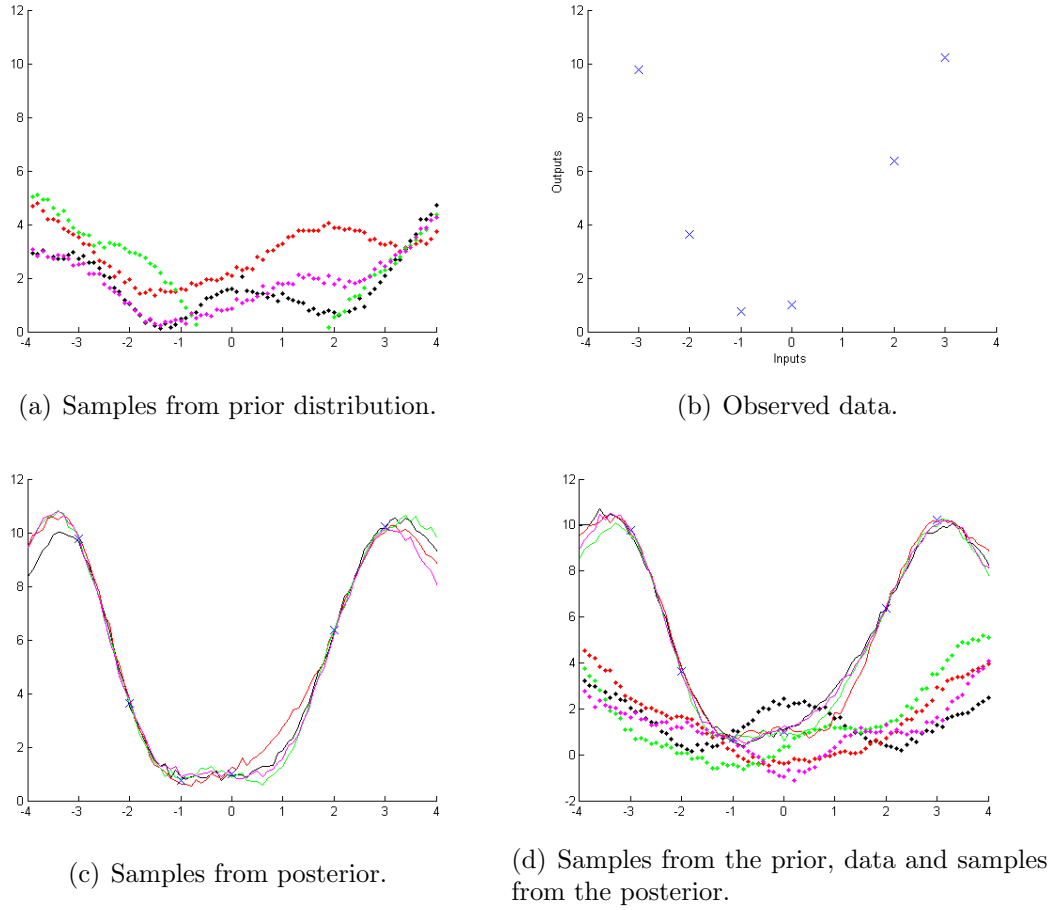 12
10
8
6
4
2
0
-4 -3 -2 -1 0 1 2 3 4
(a) Samples from prior distribution.
12
10
8
6
4
2
0
Outputs
-4 -3 -2 -1 0 1 2 3 4
Inputs
(b) Observed data.
12
10
8
6
4
2
0
-4 -3 -2 -1 0 1 2 3 4
(c) Samples from posterior.
12
10
8
6
4
2
0
-2
-4 -3 -2 -1 0 1 2 3 4
(d) Samples from the prior, data and samples
from the posterior.